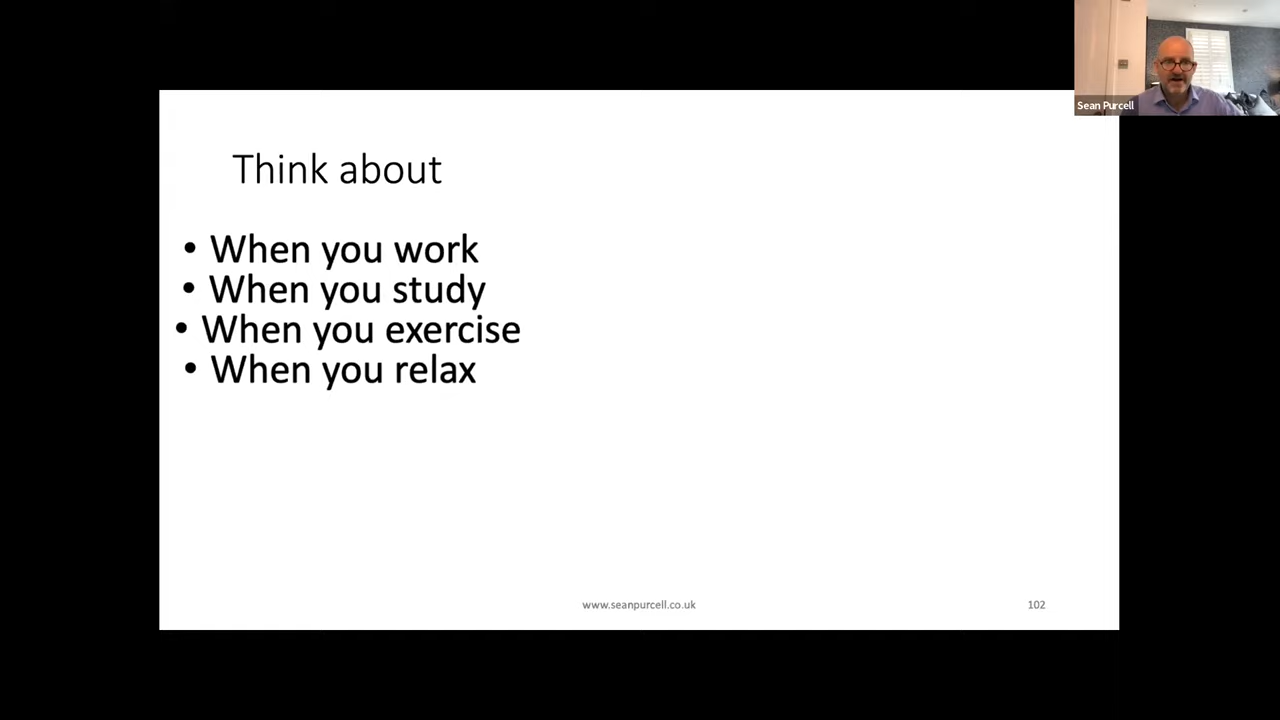 Sean Purcell
Think about
• When you work
• When you study
• When you exercise
• When you relax
www.seanpurcell.co.uk
102